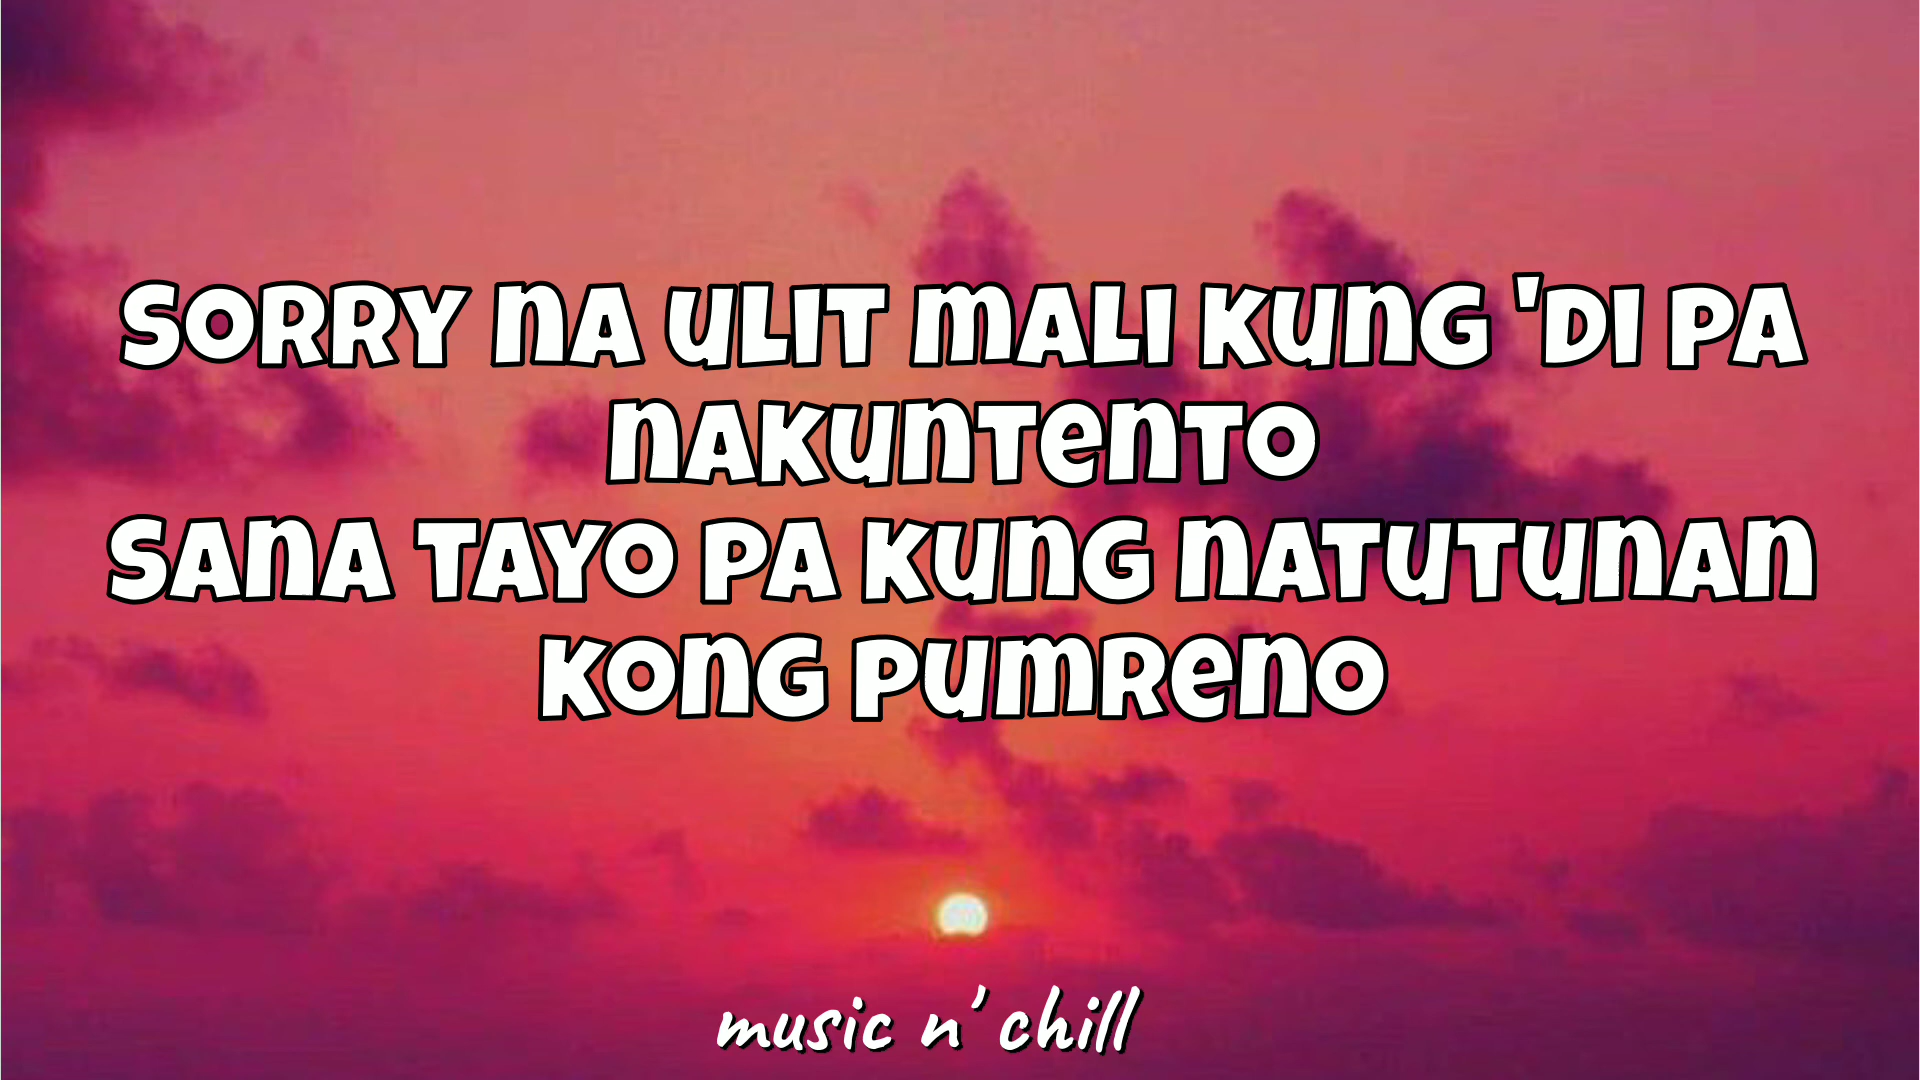 SORRY NA ULIT MALI KUNG 'DI PA
NAKUNTENTO
SANA TAYO PA KUNG NATUTUNAN
KONG PUMRENO
music n' chill